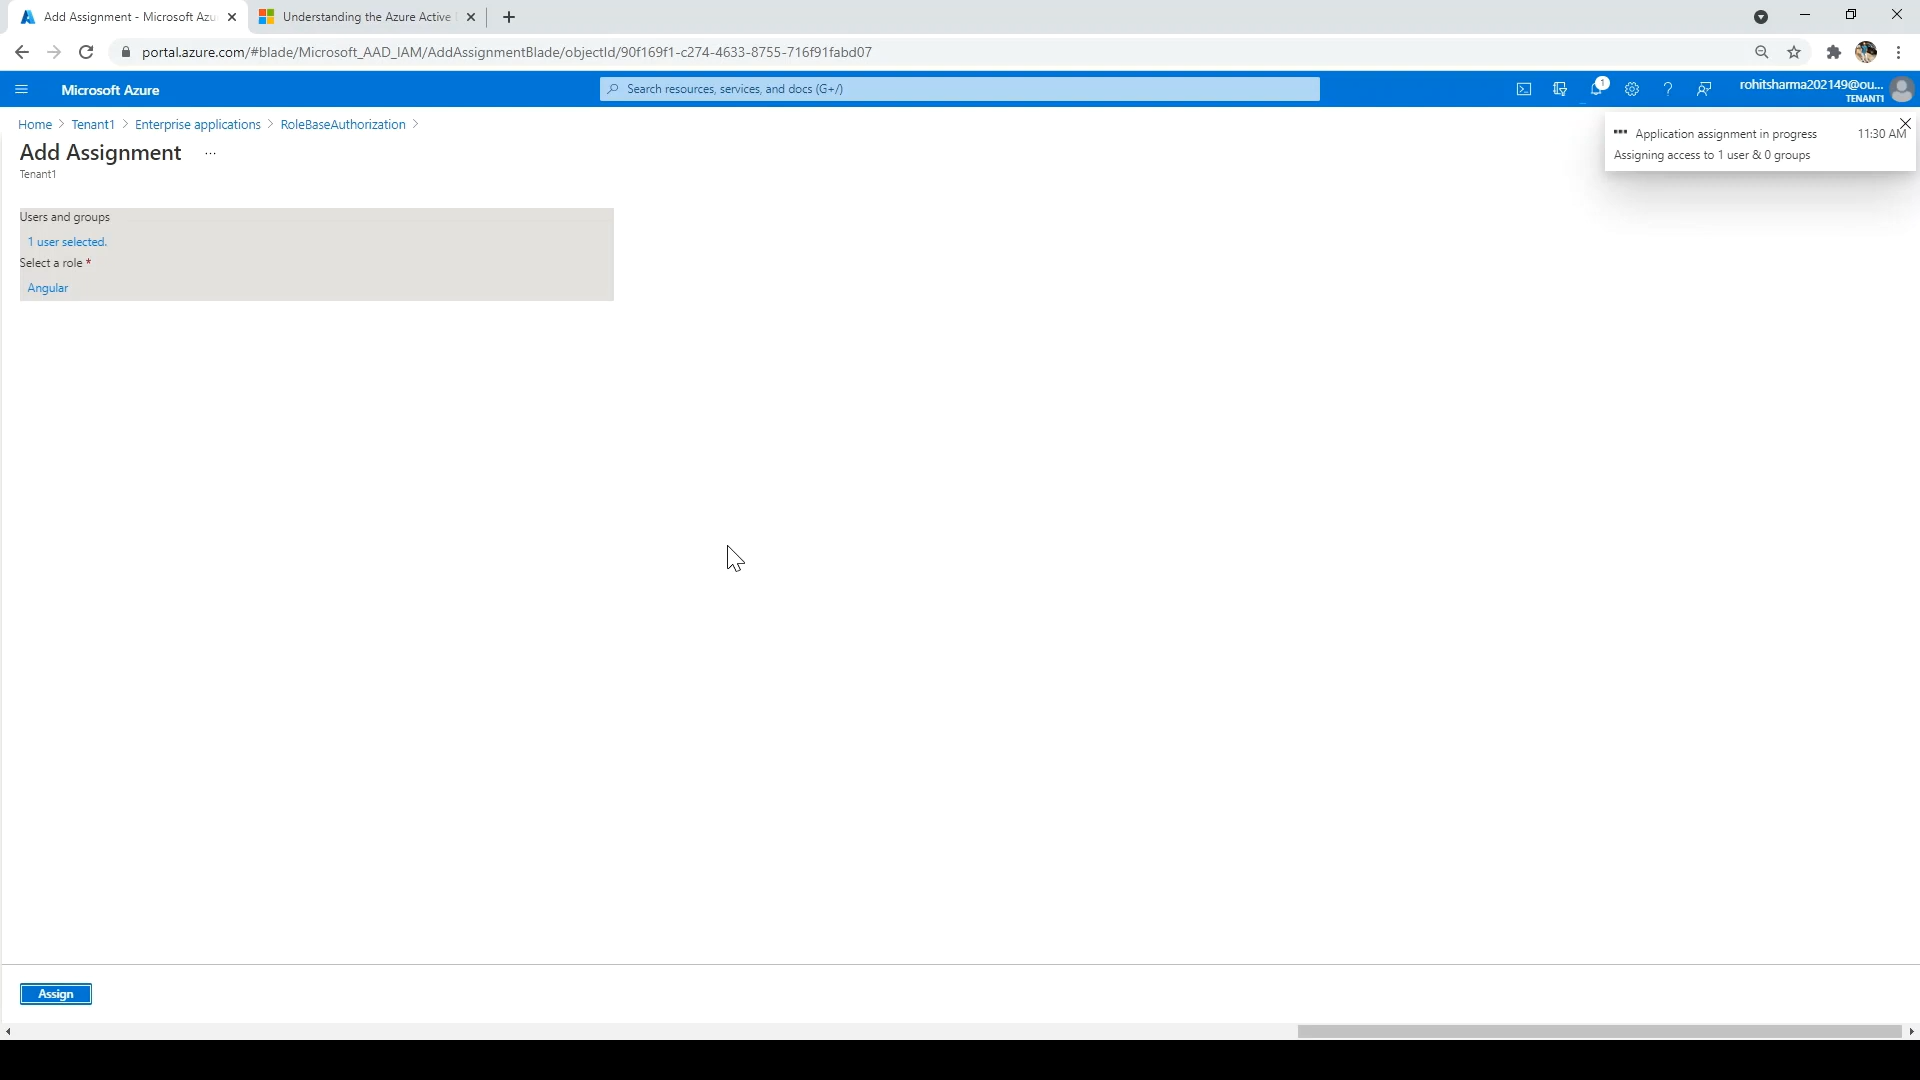 Add Assignment - Microsoft Azu
Understanding the Azure Active
portal.azure.com/#blade/Microsoft_AAD_IAM/AddAssignmentBlade/objectId/90f169f1-c274-4633-8755-716f91fabd07
Microsoft Azure
Search resources, services, and docs (G+/)
1
rohitsharma202149@ou...
TENANT1
Home > Tenant1 > Enterprise applications > RoleBaseAuthorization >
Add Assignment ...
Tenant1
Application assignment in progress 11:30 AM
Assigning access to 1 user & 0 groups
Users and groups
1 user selected.
Select a role *
Angular
Assign